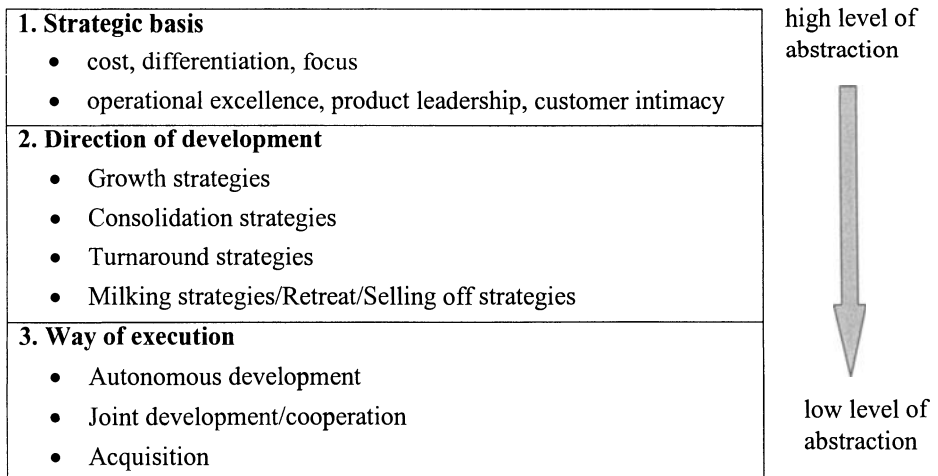 1. Strategic basis
• cost, differentiation, focus
• operational excellence, product leadership, customer intimacy
2. Direction of development
• Growth strategies
• Consolidation strategies
• Turnaround strategies
• Milking strategies/Retreat/Selling off strategies
3. Way of execution
• Autonomous development
• Joint development/cooperation
• Acquisition
high level of
abstraction
low level of
abstraction